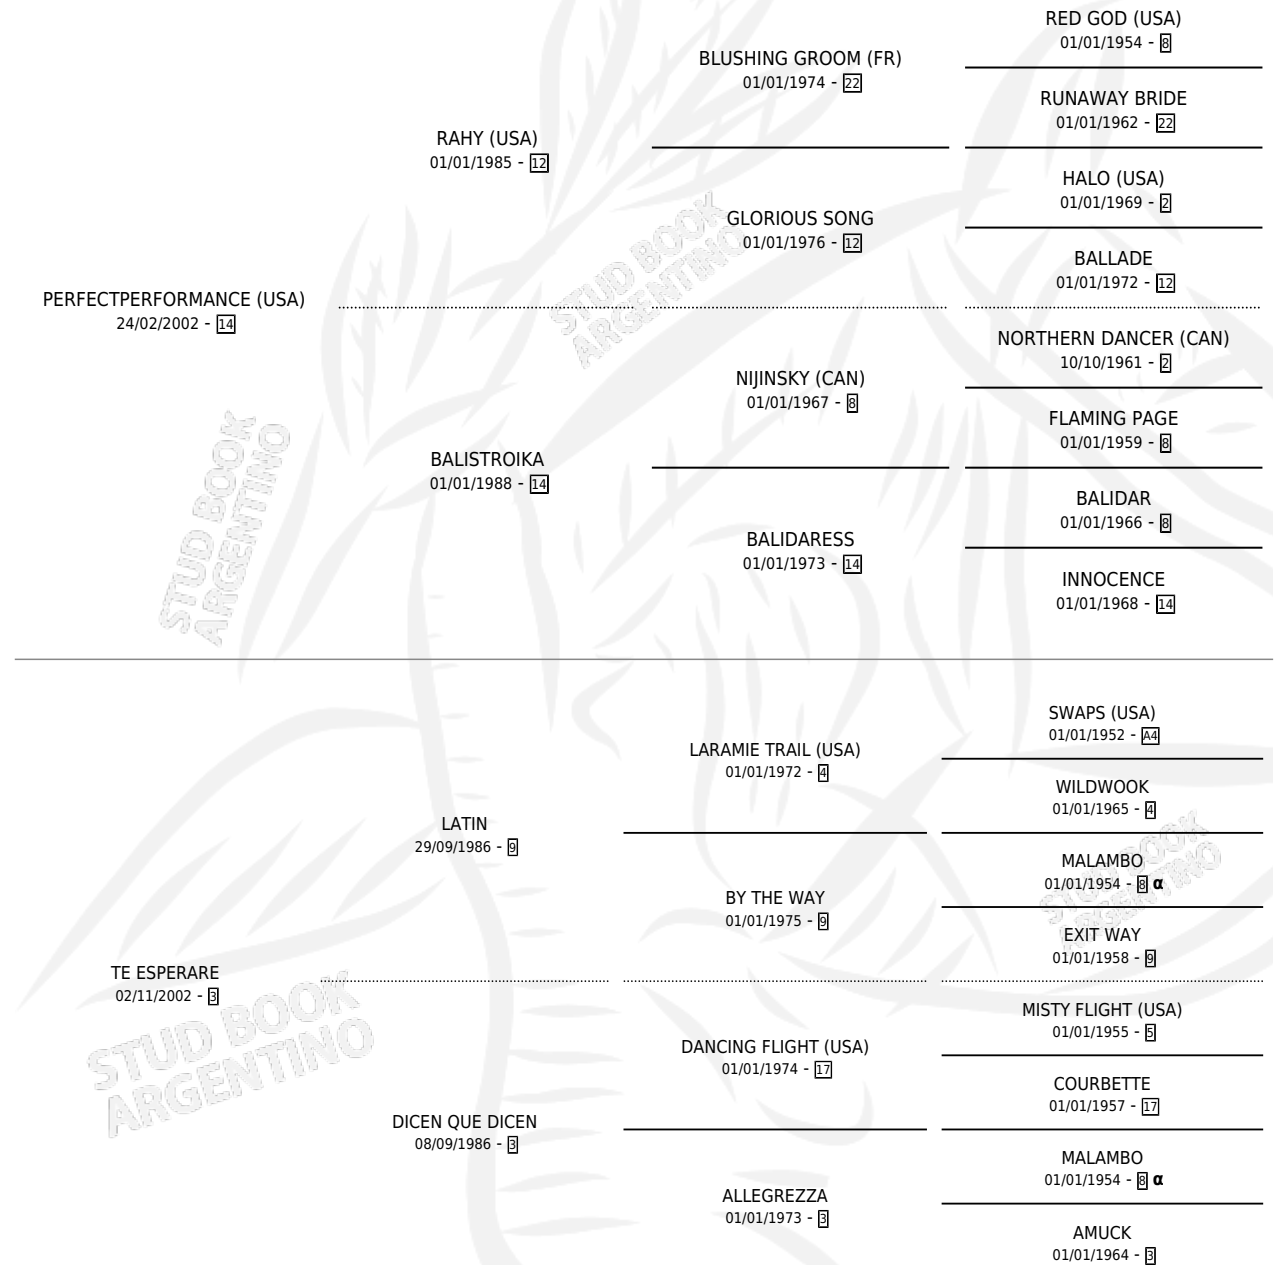 RED GOD (USA)
01/01/1954 - 8
BLUSHING GROOM (FR)
01/01/1974 - 22
RUNAWAY BRIDE
01/01/1962 - 22
RAHY (USA)
01/01/1985 - 12
HALO (USA)
01/01/1969 - 2
GLORIOUS SONG
01/01/1976 - 12
BALLADE
01/01/1972 - 12
PERFECTPERFORMANCE (USA)
24/02/2002 - 14
NORTHERN DANCER (CAN)
10/10/1961 - 2
NIJINSKY (CAN)
01/01/1967 - 8
FLAMING PAGE
01/01/1959 - 8
BALISTROIKA
01/01/1988 - 14
BALIDAR
01/01/1966 - 8
BALIDARESS
01/01/1973 - 14
INNOCENCE
01/01/1968 - 14
SWAPS (USA)
01/01/1952 - A4
LARAMIE TRAIL (USA)
01/01/1972 - 4
WILDWOOK
01/01/1965 - 4
LATIN
29/09/1986 - 9
MALAMBO
01/01/1954 - 8 α
BY THE WAY
01/01/1975 - 9
EXIT WAY
01/01/1958 - 9
TE ESPERARE
02/11/2002 - 3
MISTY FLIGHT (USA)
01/01/1955 - 5
DANCING FLIGHT (USA)
01/01/1974 - 17
COURBETTE
01/01/1957 - 17
DICEN QUE DICEN
08/09/1986 - 3
MALAMBO
01/01/1954 - 8 α
ALLEGREZZA
01/01/1973 - 3
AMUCK
01/01/1964 - 3
STUD BOOK
ARGENTINO
STUD BOOK
ARGENTINO
STUD BOOK
ARGENTINO
STUD BOOK
ARGENTINO